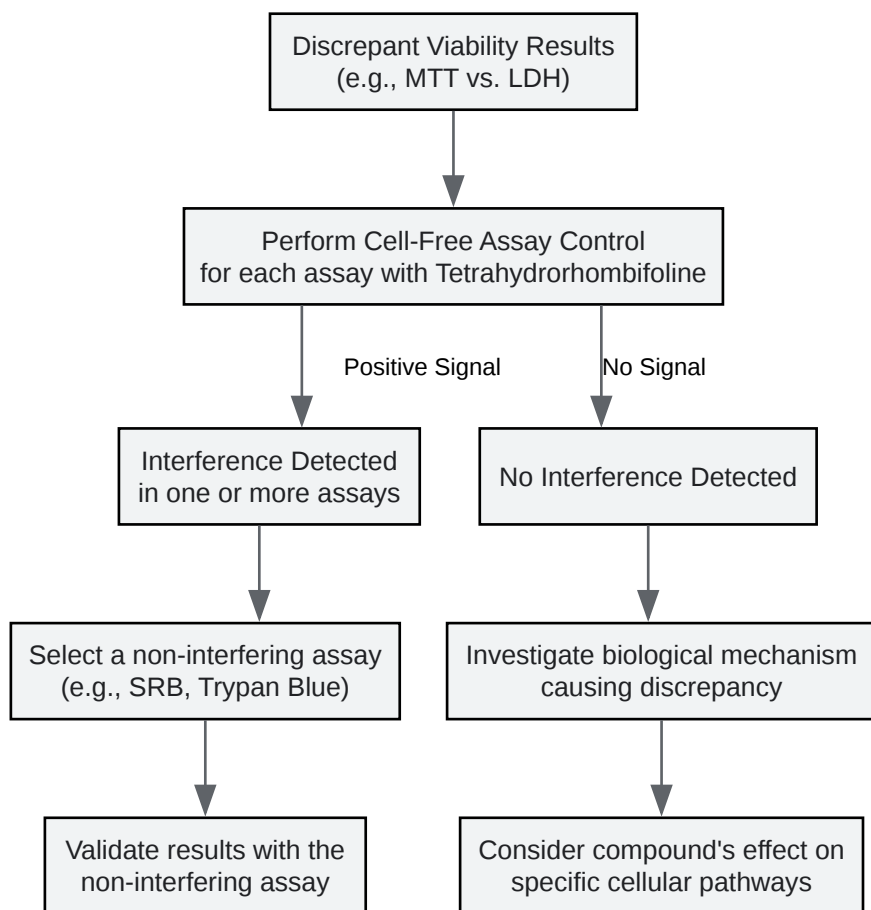 Discrepant Viability Results
(e.g., MTT vs. LDH)
Perform Cell-Free Assay Control
for each assay with Tetrahydrorhombifoline
Positive Signal
No Signal
Interference Detected
in one or more assays
No Interference Detected
Select a non-interfering assay
(e.g., SRB, Trypan Blue)
Investigate biological mechanism
causing discrepancy
Validate results with the
non-interfering assay
Consider compound's effect on
specific cellular pathways